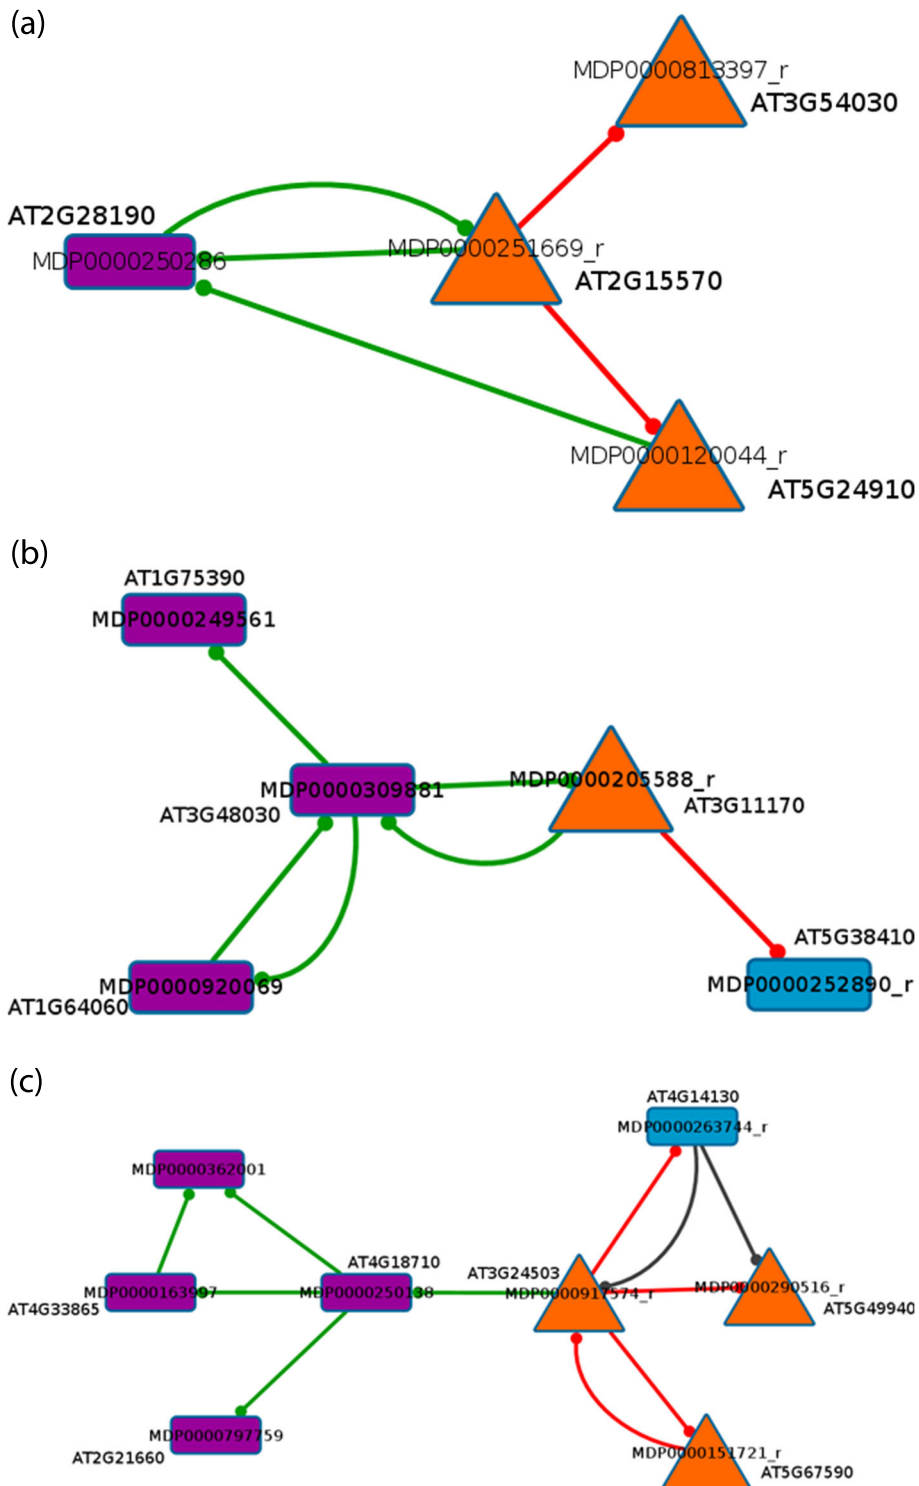 (a)
MDP0000813397_r
AT3G54030
AT2G28190
MDP0000250286
MDP0000251669_r
AT2G15570
MDP0000120044_r
AT5G24910
(b)
AT1G75390
MDP0000249561
MDP0000309881
MDP0000205588_r
AT3G48030
AT3G11170
AT5G38410
MDP0000920069
MDP0000252890_r
AT1G64060
(c)
AT4G14130
MDP0000263744_r
MDP0000362001
AT4G18710
AT3G24503
MDP0000163997
MDP0000250138
MDP0000917574_r
MDP0000290516_r
AT4G33865
AT5G49940
MDP0000797759
AT2G21660
MDP0000151721_r
AT5G67590